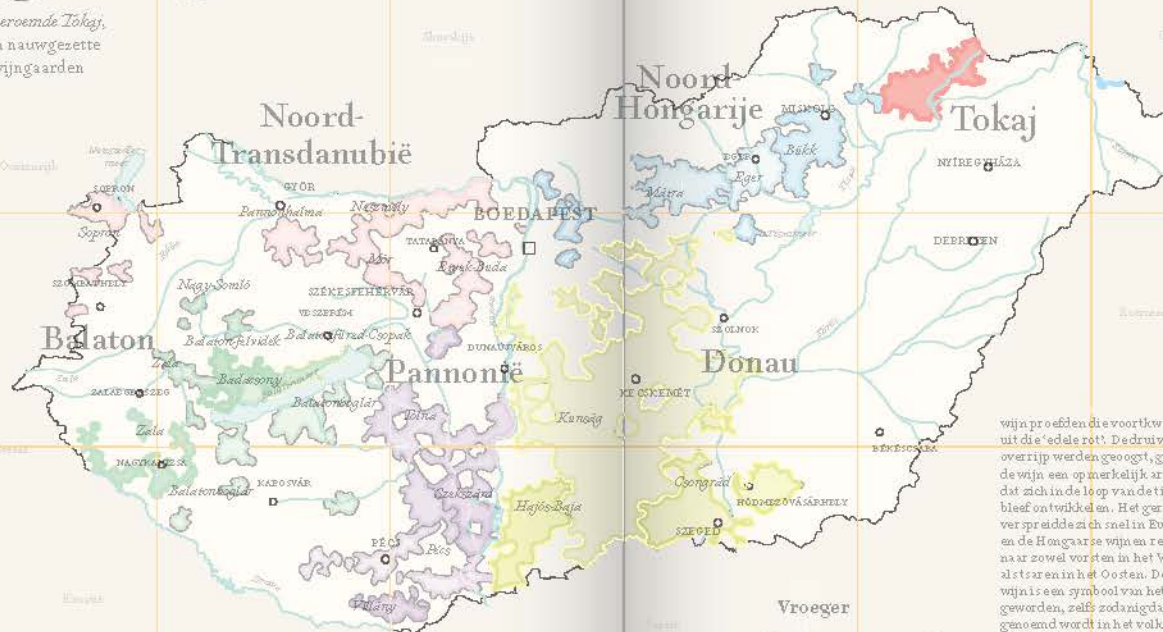 eroemde Tokaj,
n nauwgezette
vijngaarden
Slowakije
Noord-
Hongarije
Noord-
Transdanubië
Tokaj
MISKOLC
Bükk
EGER
Eger
Mátra
NYÍREGYHÁZA
Oostenrijk
SOPRON
Sopron
GYŐR
Pannonhalma
Neszmély
BOEDAPEST
DEBRECEN
TATABÁNYA
Mór
Etyek-Buda
SZOMBATHELY
Nagy-Somló
SZÉKESFEHÉRVÁR
VESZPRÉM
Balaton
Balaton-felvidék
Balatonfüred-Csopak
SZOLNOK
DUNAÚJVÁROS
Zala
Badacsony
Pannonië
Donau
ZALAEGERSZEG
Balatonboglár
Tolna
KECSKEMÉT
Kunság
Zala
BÉKÉSCSABA
NAGYKANIZSA
Balatonboglár
KAPOSVÁR
Szekszárd
Hajós-Baja
Csongrád
HÓDMEZŐVÁSÁRHELY
SZEGED
PÉCS
Pécs
Villány
Vroeger
wijn proefden die voortkw
uit die ‘edele rot’. De druiv
overrijp werden geoogst, g
de wijn een opmerkelijk ar
dat zich in de loop van de ti
bleef ontwikkelen. Het ger
verspreidde zich snel in Eu
en de Hongaarse wijnen re
naar zowel vorsten in het W
als tsaren in het Oosten. De
wijn is een symbool van het
geworden, zelfs zodanig da
genoemd wordt in het volk